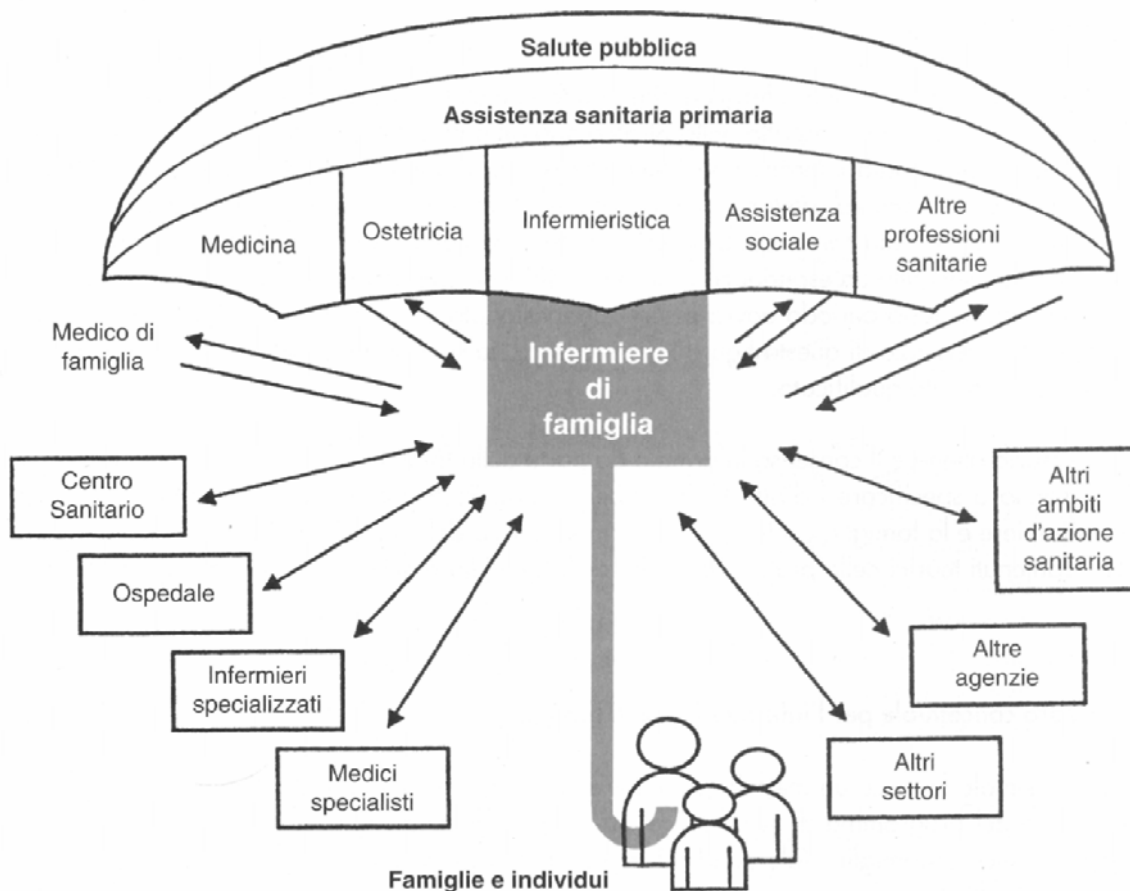 Salute pubblica
Assistenza sanitaria primaria
Medicina
Ostetricia
Infermieristica
Assistenza
sociale
Altre
professioni
sanitarie
Medico di
famiglia
Infermiere
di
famiglia
Centro
Sanitario
Ospedale
Infermieri
specializzati
Medici
specialisti
Altri
ambiti
d'azione
sanitaria
Altre
agenzie
Altri
settori
Famiglie e individui